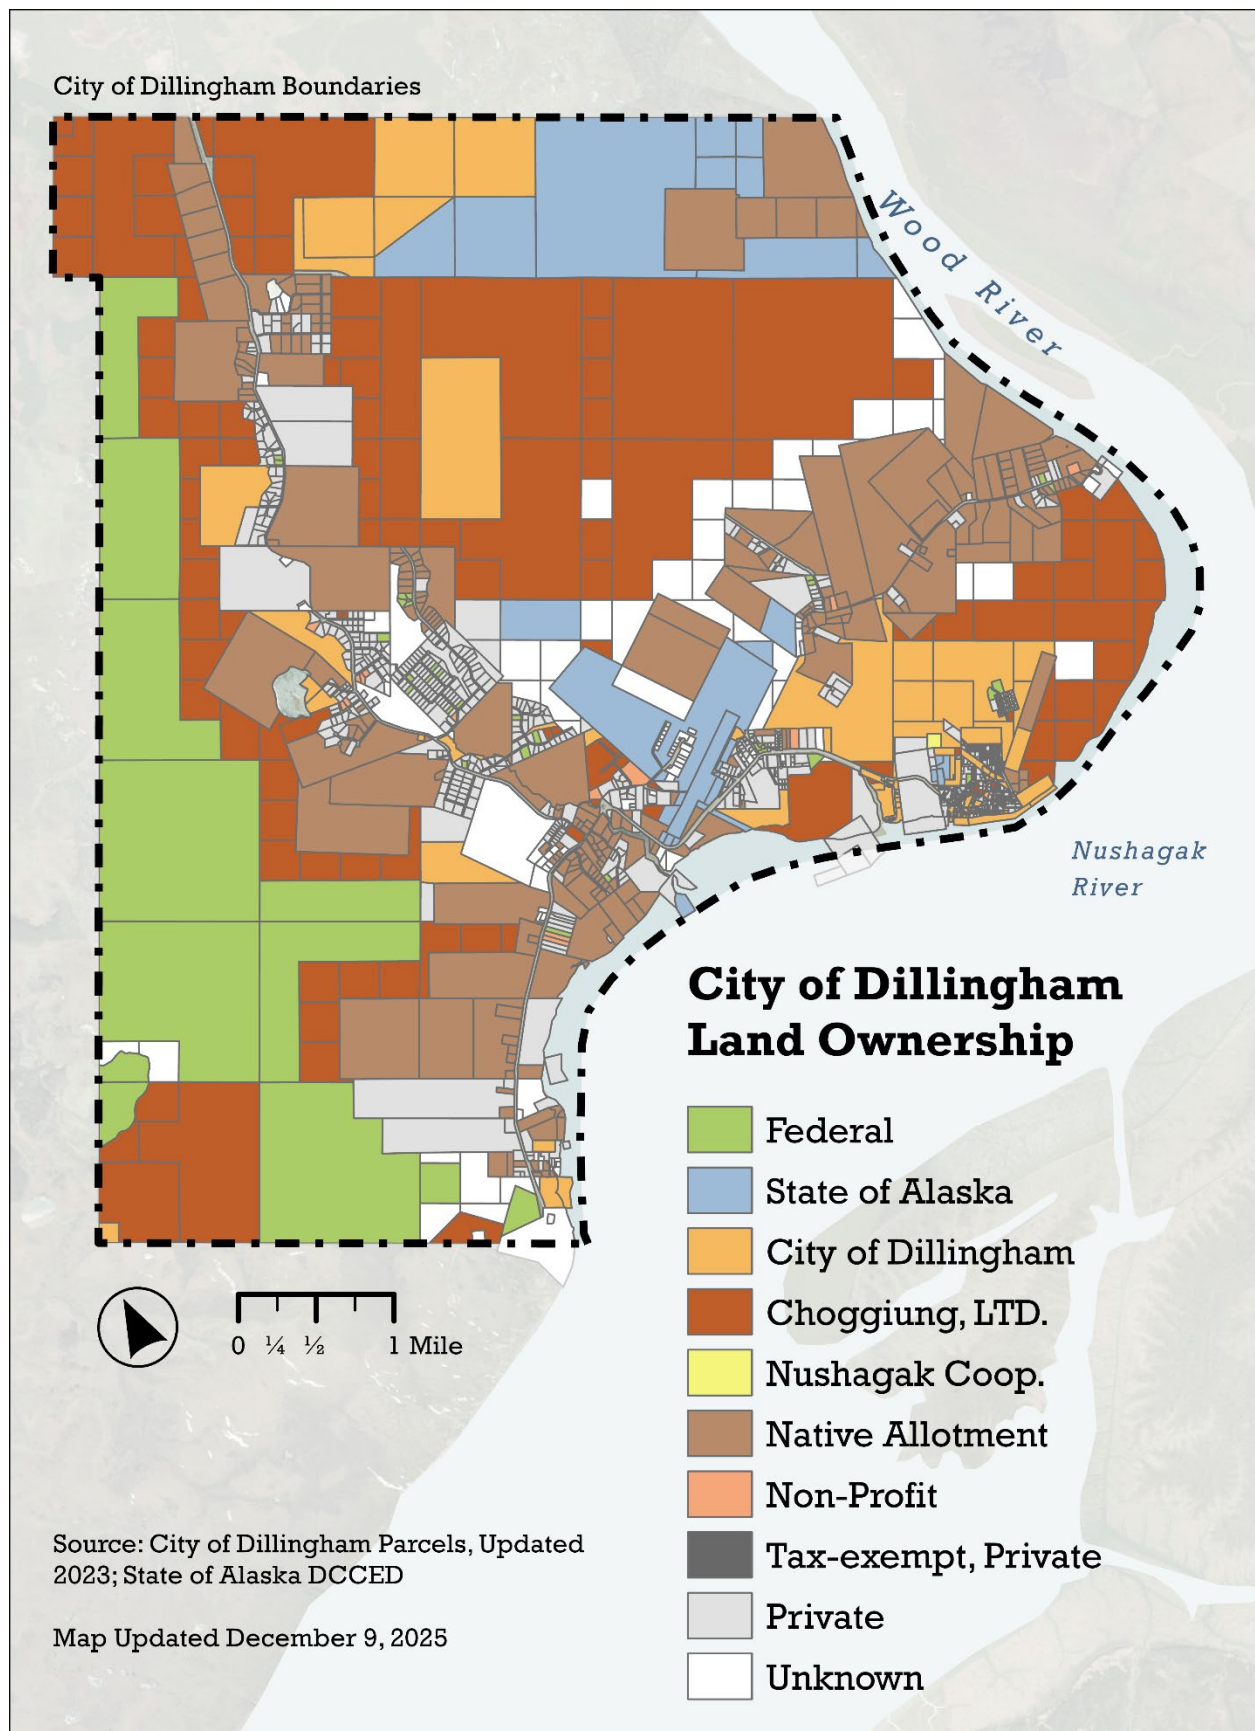 City of Dillingham Boundaries
Wood River
Nushagak
River
City of Dillingham
Land Ownership
Federal
State of Alaska
City of Dillingham
Choggiung, LTD.
Nushagak Coop.
Native Allotment
Non-Profit
Tax-exempt, Private
Private
Unknown
0 ¼ ½ 1 Mile
Source: City of Dillingham Parcels, Updated
2023; State of Alaska DCCED
Map Updated December 9, 2025